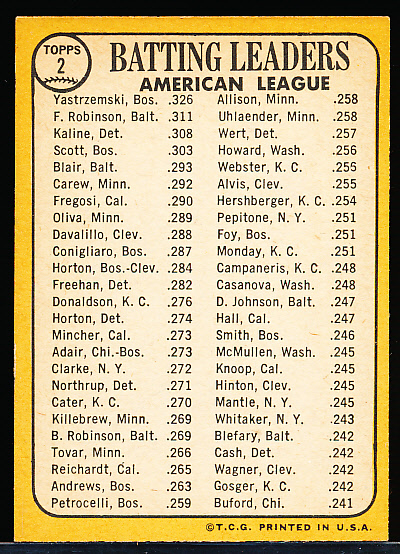 TOPPS
2
BATTING LEADERS
AMERICAN LEAGUE
Yastrzemski, Bos. .326
F. Robinson, Balt. .311
Kaline, Det. .308
Scott, Bos. .303
Blair, Balt. .293
Carew, Minn. .292
Fregosi, Cal. .290
Oliva, Minn. .289
Davalillo, Clev. .288
Conigliaro, Bos. .287
Horton, Bos.-Clev. .284
Freehan, Det. .282
Donaldson, K. C. .276
Horton, Det. .274
Mincher, Cal. .273
Adair, Chi.-Bos. .273
Clarke, N. Y. .272
Northrup, Det. .271
Cater, K. C. .270
Killebrew, Minn. .269
B. Robinson, Balt. .269
Tovar, Minn. .266
Reichardt, Cal. .265
Andrews, Bos. .263
Petrocelli, Bos. .259
Allison, Minn. .258
Uhlaender, Minn. .258
Wert, Det. .257
Howard, Wash. .256
Webster, K. C. .255
Alvis, Clev. .255
Hershberger, K. C. .254
Pepitone, N. Y. .251
Foy, Bos. .251
Monday, K. C. .251
Campaneris, K. C. .248
Casanova, Wash. .248
D. Johnson, Balt. .247
Hall, Cal. .247
Smith, Bos. .246
McMullen, Wash. .245
Knoop, Cal. .245
Hinton, Clev. .245
Mantle, N. Y. .245
Whitaker, N. Y. .243
Blefary, Balt. .242
Cash, Det. .242
Wagner, Clev. .242
Gosger, K. C. .242
Buford, Chi. .241
©T.C.G. PRINTED IN U.S.A.